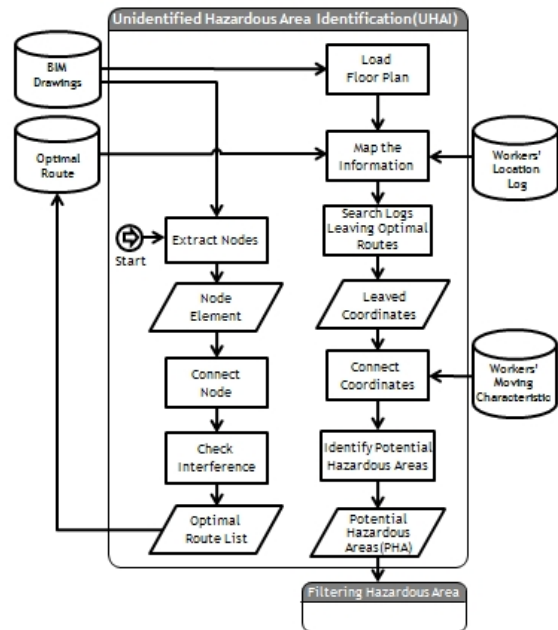 Unidentified Hazardous Area Identification(UHAI)
BIM
Drawings
Load
Floor Plan
Optimal
Route
Map the
Information
Workers'
Location
Log
Start
Extract Nodes
Search Logs
Leaving Optimal
Routes
Node
Element
Leaved
Coordinates
Connect
Node
Connect
Coordinates
Workers'
Moving
Characteristic
Check
Interference
Identify Potential
Hazardous Areas
Optimal
Route List
Potential
Hazardous
Areas(PHA)
Filtering Hazardous Area